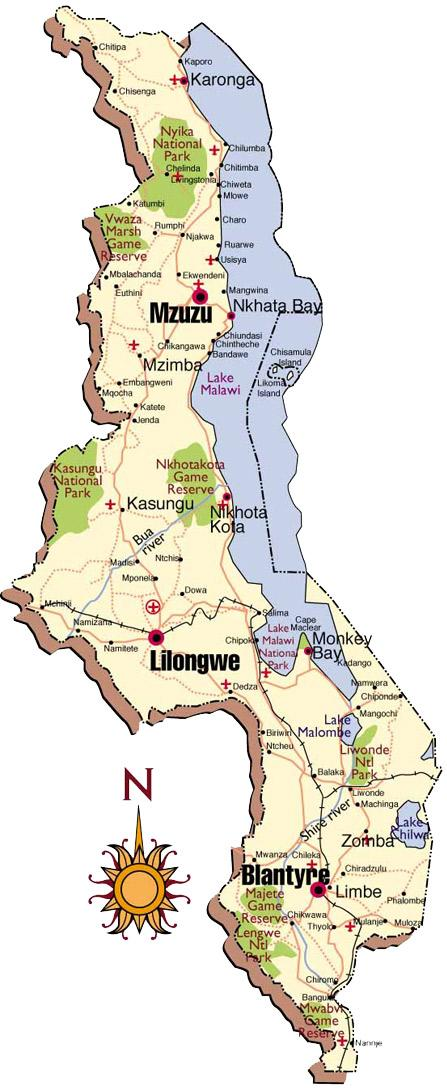 Chitipa
Kaporo
Karonga
Chisenga
Nyika
National
Park
Chilumba
Chelinda
Livingstonia
Chitimba
Chiweta
Mlowe
Katumbi
Vwaza
Marsh
Game
Reserve
Rumphi
Charo
Njakwa
Ruarwe
Usisya
Mbalachanda
Ekwendeni
Euthini
Mangwina
Mzuzu
Nkhata Bay
Chikangawa
Chiundasi
Chintheche
Bandawe
Mzimba
Chisamula
Island
Likoma
Island
Lake
Malawi
Embangweni
Mqocha
Katete
Jenda
Kasungu
National
Park
Nkhotakota
Game
Reserve
Kasungu
Nkhota
Kota
Bua
river
Madisi
Ntchisi
Mponela
Dowa
Mchinji
Namizana
Salima
Namitete
Lilongwe
Chipok
Lake
Malawi
National
Park
Cape
Maclear
Monkey
Bay
Kadango
Dedza
Namwera
Chiponde
Mangochi
Lake
Malombe
Biriwiri
Ntcheu
Liwonde
Ntl
Park
Balaka
Liwonde
Machinga
Shire river
Lake
Chilwa
Zomba
Mwanza
Chileka
Blantyre
Chiradzulu
Limbe
Majete
Game
Reserve
Phalombe
Chikwawa
Thyolo
Mulanje
Muloza
Lengwe
Ntl
Park
Chiromo
Bangula
Mwabvi
Game
Reserve
Nannje
N